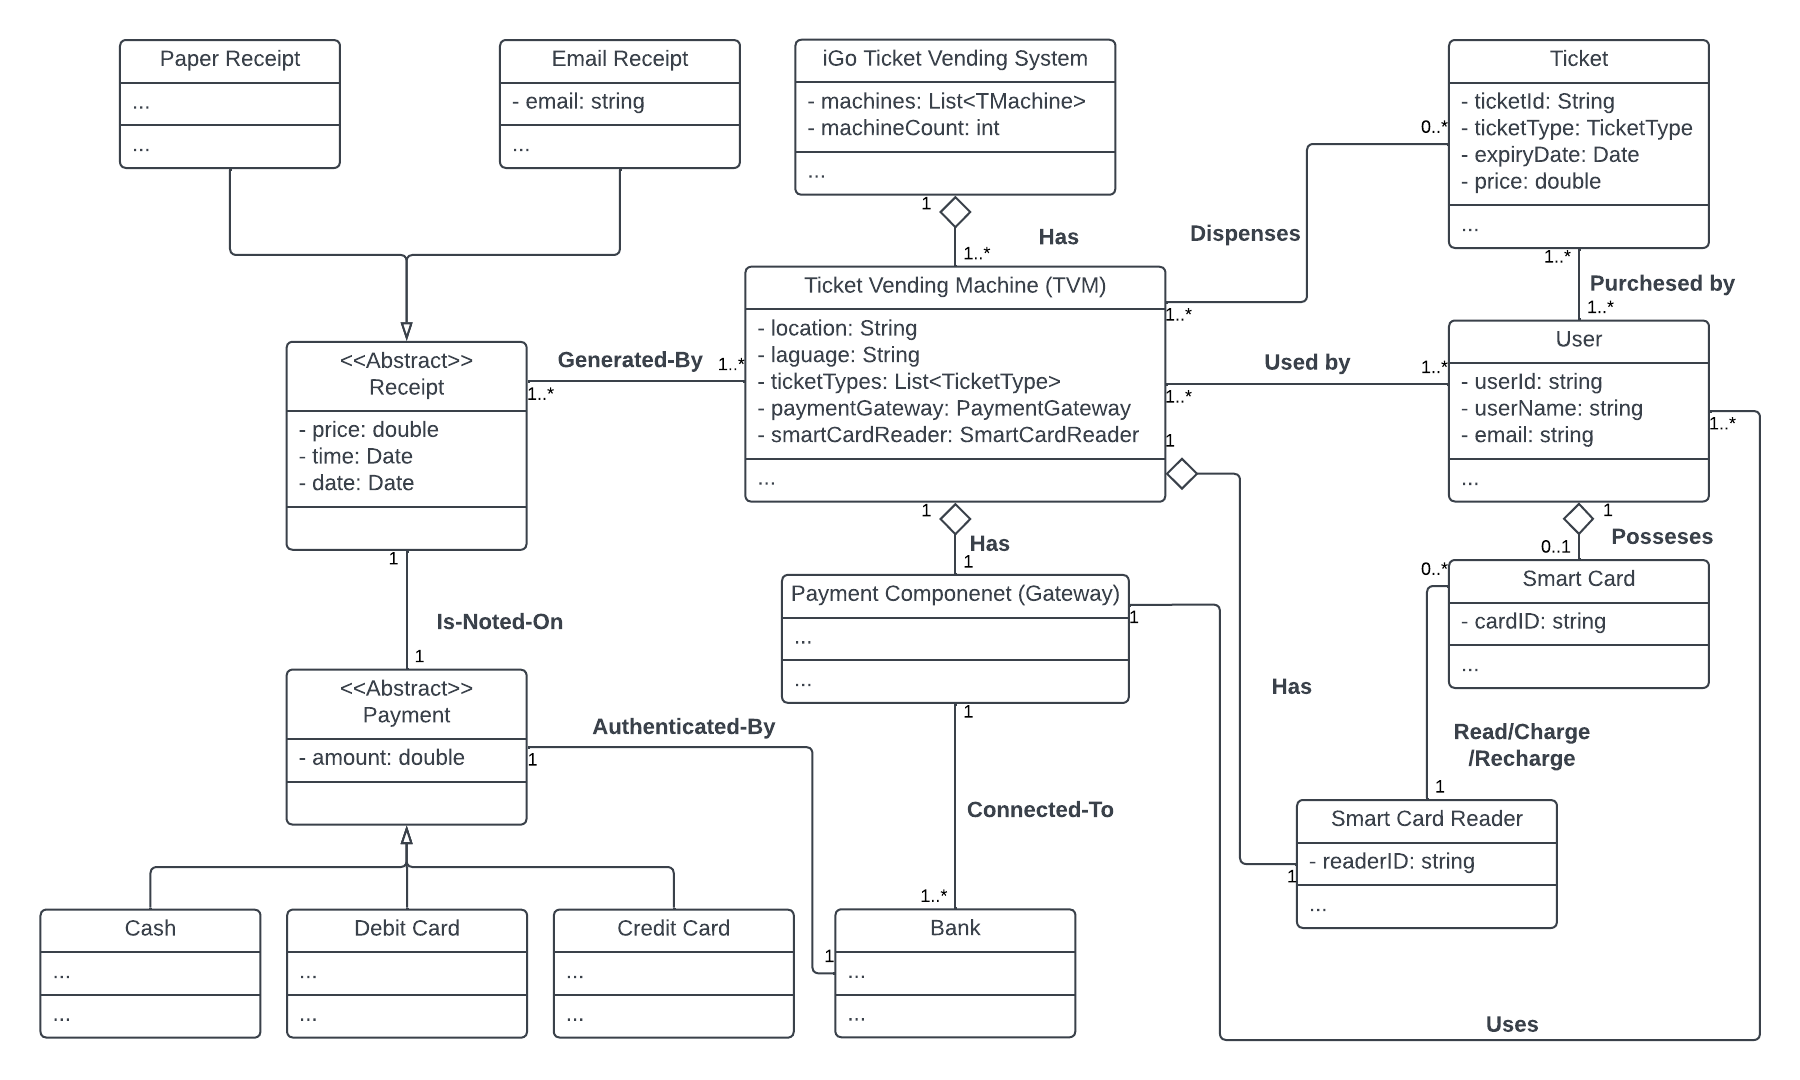 Paper Receipt
...
...
Email Receipt
- email: string
...
iGo Ticket Vending System
- machines: List<TMachine>
- machineCount: int
...
Ticket
- ticketId: String
- ticketType: TicketType
- expiryDate: Date
- price: double
...
1
Has
1..*
Dispenses
0..*
1..*
1..*
Purchesed by
1..*
Ticket Vending Machine (TVM)
- location: String
- laguage: String
- ticketTypes: List<TicketType>
- paymentGateway: PaymentGateway
- smartCardReader: SmartCardReader
...
<<Abstract>>
Receipt
- price: double
- time: Date
- date: Date
Generated-By
1..*
1..*
Used by
1..*
1..*
User
- userId: string
- userName: string
- email: string
...
1..*
1
1
Has
1
1
Posseses
0..1
Smart Card
- cardID: string
...
0..*
Payment Componenet (Gateway)
...
...
1
1
Is-Noted-On
1
<<Abstract>>
Payment
- amount: double
Authenticated-By
1
1
1
Connected-To
1..*
Has
1
Read/Charge
/Recharge
1
Smart Card Reader
- readerID: string
...
Cash
...
...
Debit Card
...
...
Credit Card
...
...
Bank
...
...
Uses